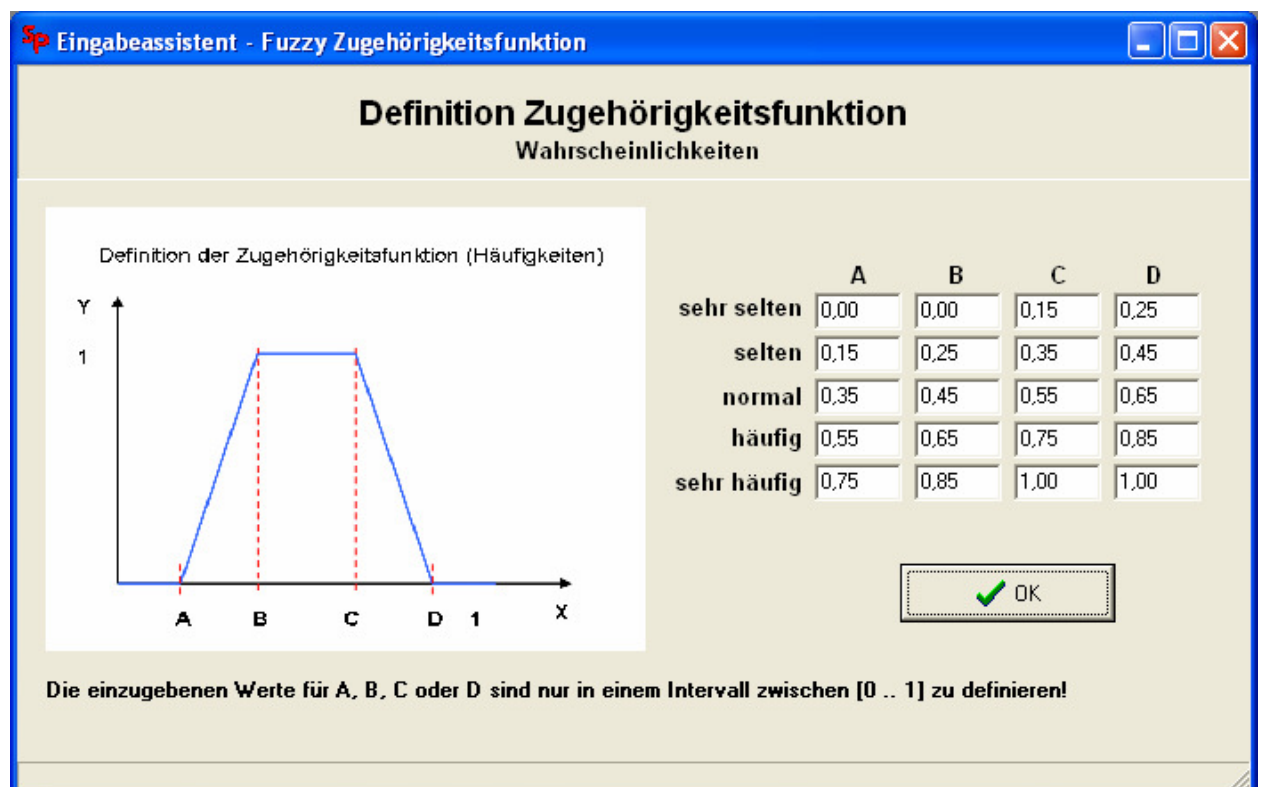 SP Eingabeassistent - Fuzzy Zugehörigkeitsfunktion
Definition Zugehörigkeitsfunktion
Wahrscheinlichkeiten
Definition der Zugehörigkeitsfunktion (Häufigkeiten)
Y
1
A B C D 1 X
A B C D
sehr selten 0,00 0,00 0,15 0,25
selten 0,15 0,25 0,35 0,45
normal 0,35 0,45 0,55 0,65
häufig 0,55 0,65 0,75 0,85
sehr häufig 0,75 0,85 1,00 1,00
OK
Die einzugebenen Werte für A, B, C oder D sind nur in einem Intervall zwischen [0 .. 1] zu definieren!